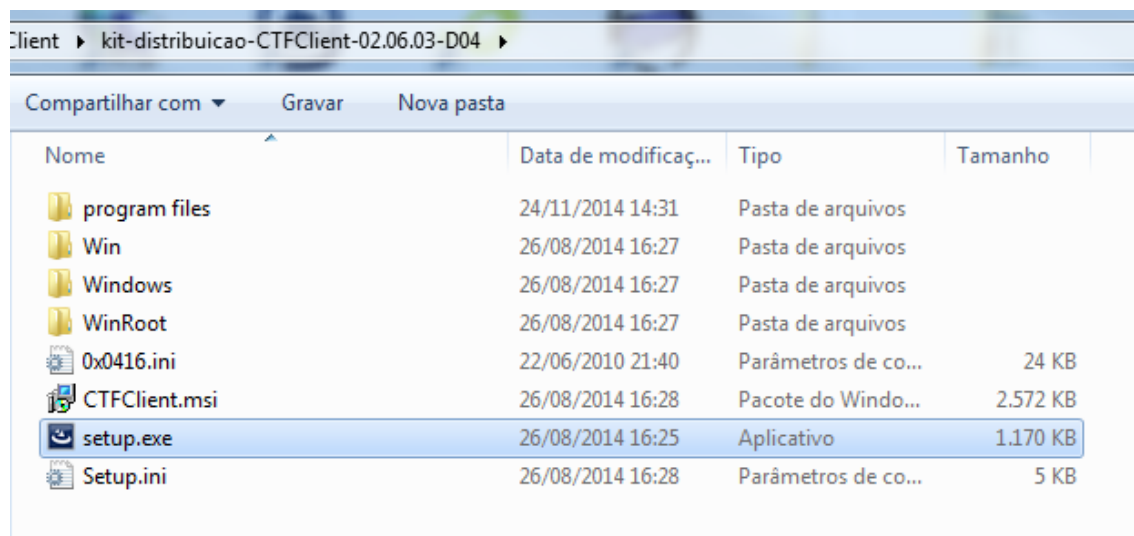 Client ▸ kit-distribuicao-CTFClient-02.06.03-D04 ▸
Compartilhar com ▾ Gravar Nova pasta
Nome Data de modificaç... Tipo Tamanho
program files 24/11/2014 14:31 Pasta de arquivos
Win 26/08/2014 16:27 Pasta de arquivos
Windows 26/08/2014 16:27 Pasta de arquivos
WinRoot 26/08/2014 16:27 Pasta de arquivos
0x0416.ini 22/06/2010 21:40 Parâmetros de co... 24 KB
CTFClient.msi 26/08/2014 16:28 Pacote do Windo... 2.572 KB
setup.exe 26/08/2014 16:25 Aplicativo 1.170 KB
Setup.ini 26/08/2014 16:28 Parâmetros de co... 5 KB